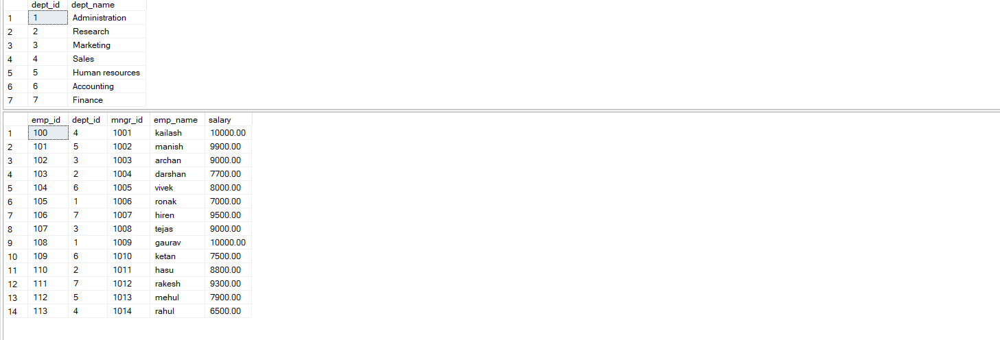 dept_id dept_name
1 1 Administration
2 2 Research
3 3 Marketing
4 4 Sales
5 5 Human resources
6 6 Accounting
7 7 Finance
emp_id dept_id mngr_id emp_name salary
1 100 4 1001 kailash 10000.00
2 101 5 1002 manish 9900.00
3 102 3 1003 archan 9000.00
4 103 2 1004 darshan 7700.00
5 104 6 1005 vivek 8000.00
6 105 1 1006 ronak 7000.00
7 106 7 1007 hiren 9500.00
8 107 3 1008 tejas 9000.00
9 108 1 1009 gaurav 10000.00
10 109 6 1010 ketan 7500.00
11 110 2 1011 hasu 8800.00
12 111 7 1012 rakesh 9300.00
13 112 5 1013 mehul 7900.00
14 113 4 1014 rahul 6500.00